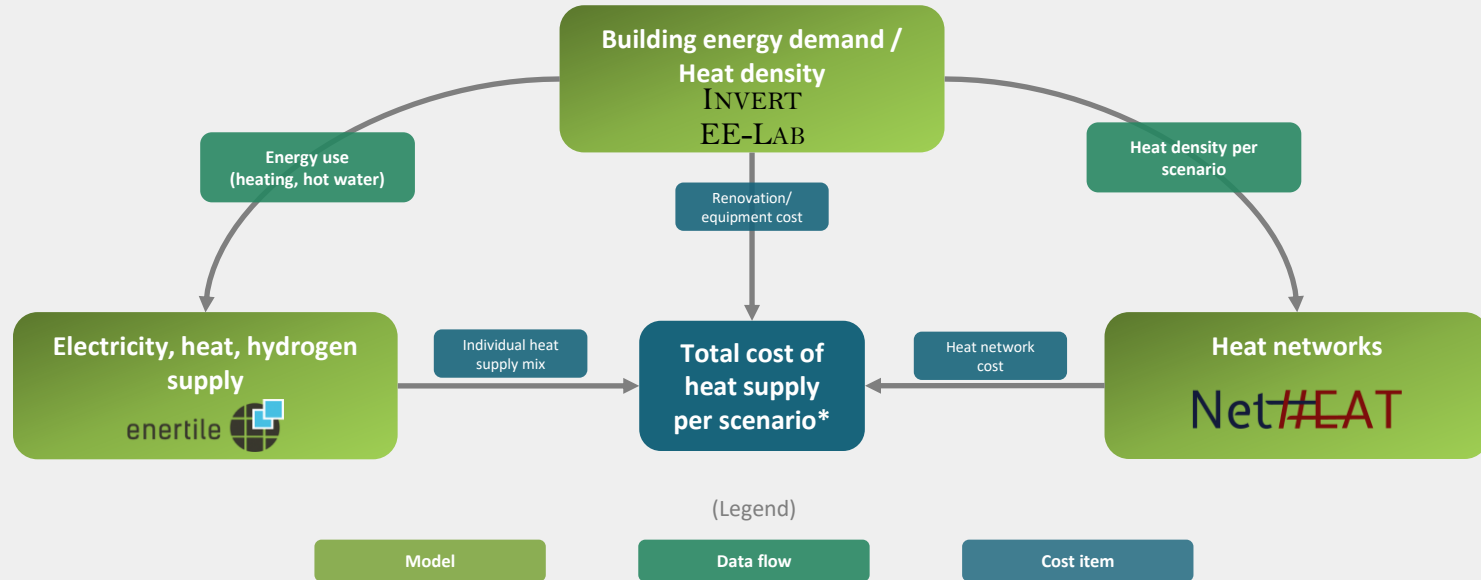 Building energy demand /
Heat density
INVERT
EE-LAB
Energy use
(heating, hot water)
Heat density per
scenario
Renovation/
equipment cost
Electricity, heat, hydrogen
supply
enertile
Individual heat
supply mix
Total cost of
heat supply
per scenario*
Heat network
cost
Heat networks
NetHEAT
(Legend)
Model
Data flow
Cost item